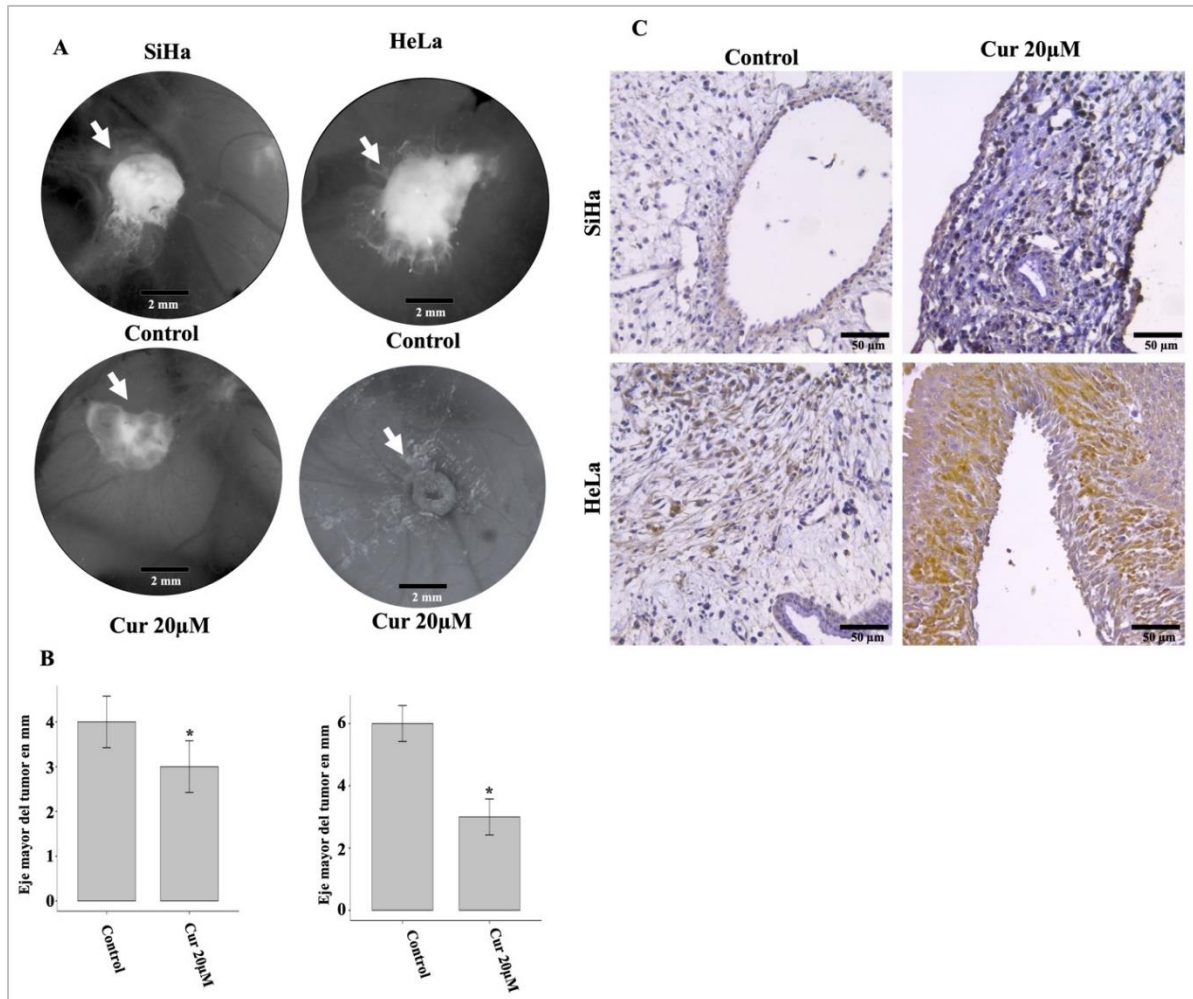 A
SiHa
HeLa
2 mm
2 mm
Control
Control
2 mm
2 mm
Cur 20µM
Cur 20µM
B
Eje mayor del tumor en mm
4
3
2
1
0
*
Control
Cur 20µM
Eje mayor del tumor en mm
6
4
2
0
*
Control
Cur 20µM
C
Control
Cur 20µM
SiHa
50 µm
50 µm
HeLa
50 µm
50 µm